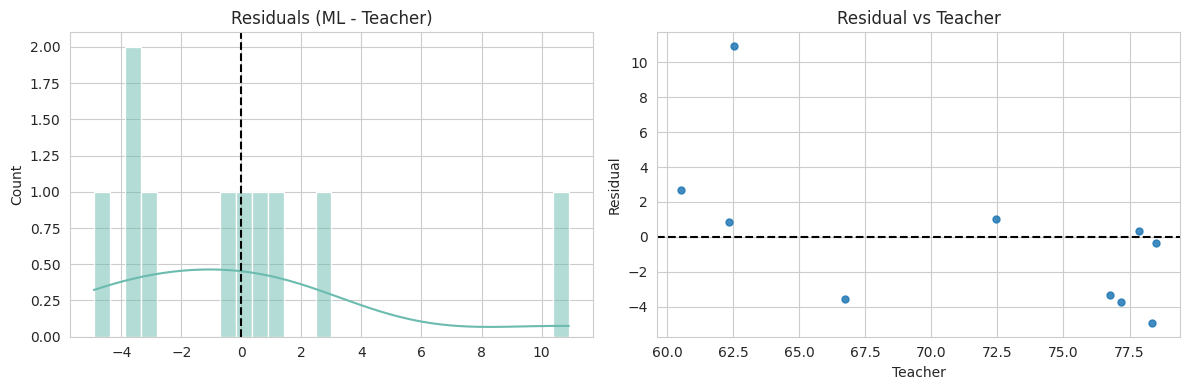 Residuals (ML - Teacher)
Count
2.00
1.75
1.50
1.25
1.00
0.75
0.50
0.25
0.00
−4 −2 0 2 4 6 8 10
Residual vs Teacher
Residual
10
8
6
4
2
0
−2
−4
60.0 62.5 65.0 67.5 70.0 72.5 75.0 77.5
Teacher